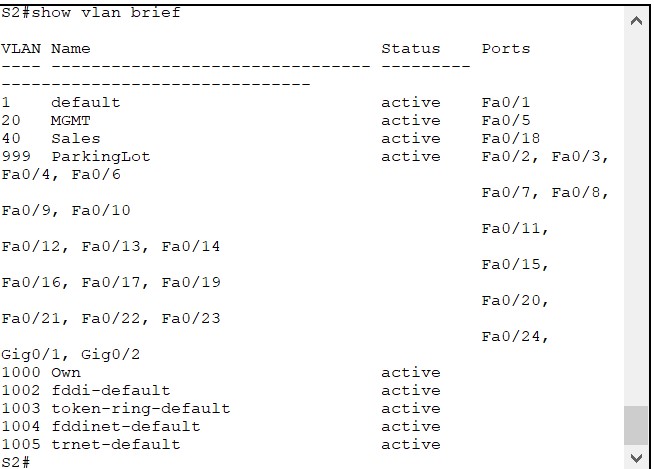 S2#show vlan brief
VLAN Name                             Status    Ports
---- -------------------------------- ---------
-------------------------------
1    default                          active    Fa0/1
20   MGMT                             active    Fa0/5
40   Sales                            active    Fa0/18
999  ParkingLot                       active    Fa0/2, Fa0/3,
Fa0/4, Fa0/6
                                                Fa0/7, Fa0/8,
Fa0/9, Fa0/10
                                                Fa0/11,
Fa0/12, Fa0/13, Fa0/14
                                                Fa0/15,
Fa0/16, Fa0/17, Fa0/19
                                                Fa0/20,
Fa0/21, Fa0/22, Fa0/23
                                                Fa0/24,
Gig0/1, Gig0/2
1000 Own                              active
1002 fddi-default                     active
1003 token-ring-default               active
1004 fddinet-default                  active
1005 trnet-default                    active
S2#